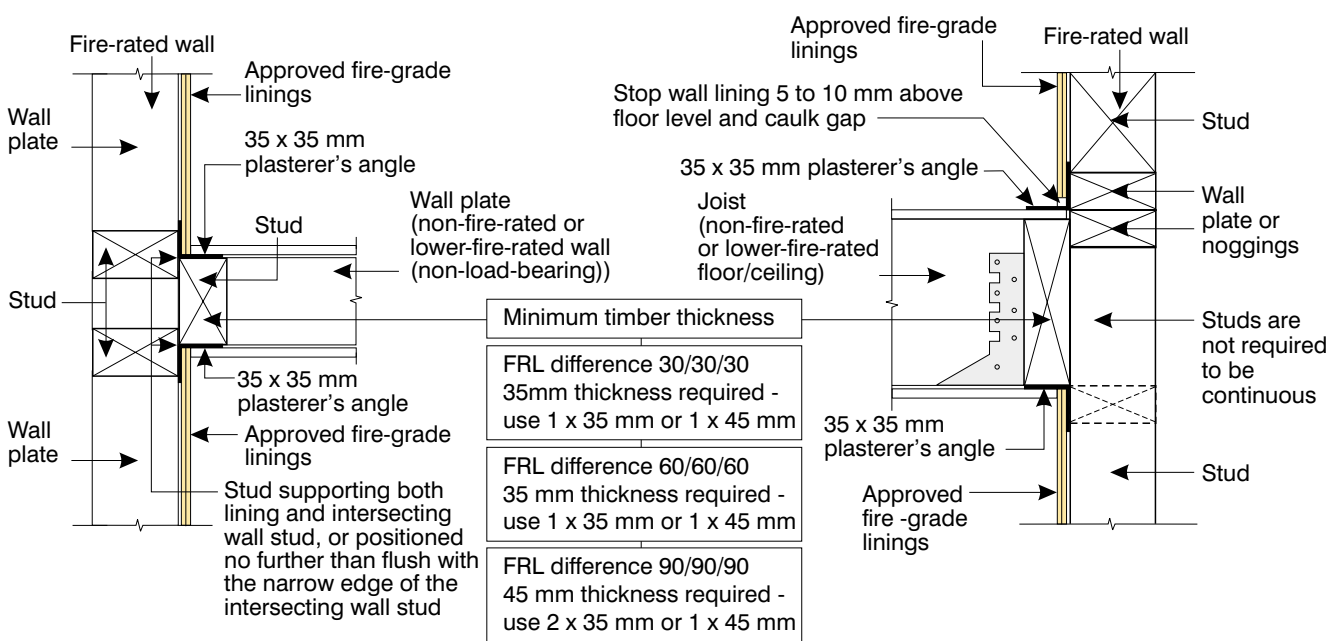 Fire-rated wall
Approved fire-grade
linings
Wall
plate
35 x 35 mm
plasterer's angle
Stud
Wall plate
(non-fire-rated or
lower-fire-rated wall
(non-load-bearing))
Stud
35 x 35 mm
plasterer's angle
Wall
plate
Approved fire-grade
linings
Stud supporting both
lining and intersecting
wall stud, or positioned
no further than flush with
the narrow edge of the
intersecting wall stud
Minimum timber thickness
FRL difference 30/30/30
35mm thickness required -
use 1 x 35 mm or 1 x 45 mm
FRL difference 60/60/60
35 mm thickness required -
use 1 x 35 mm or 1 x 45 mm
FRL difference 90/90/90
45 mm thickness required -
use 2 x 35 mm or 1 x 45 mm
Approved fire-grade
linings
Fire-rated wall
Stop wall lining 5 to 10 mm above
floor level and caulk gap
Stud
35 x 35 mm plasterer's angle
Joist
(non-fire-rated
or lower-fire-rated
floor/ceiling)
Wall
plate or
noggings
Studs are
not required
to be
continuous
35 x 35 mm
plasterer's angle
Stud
Approved
fire -grade
linings